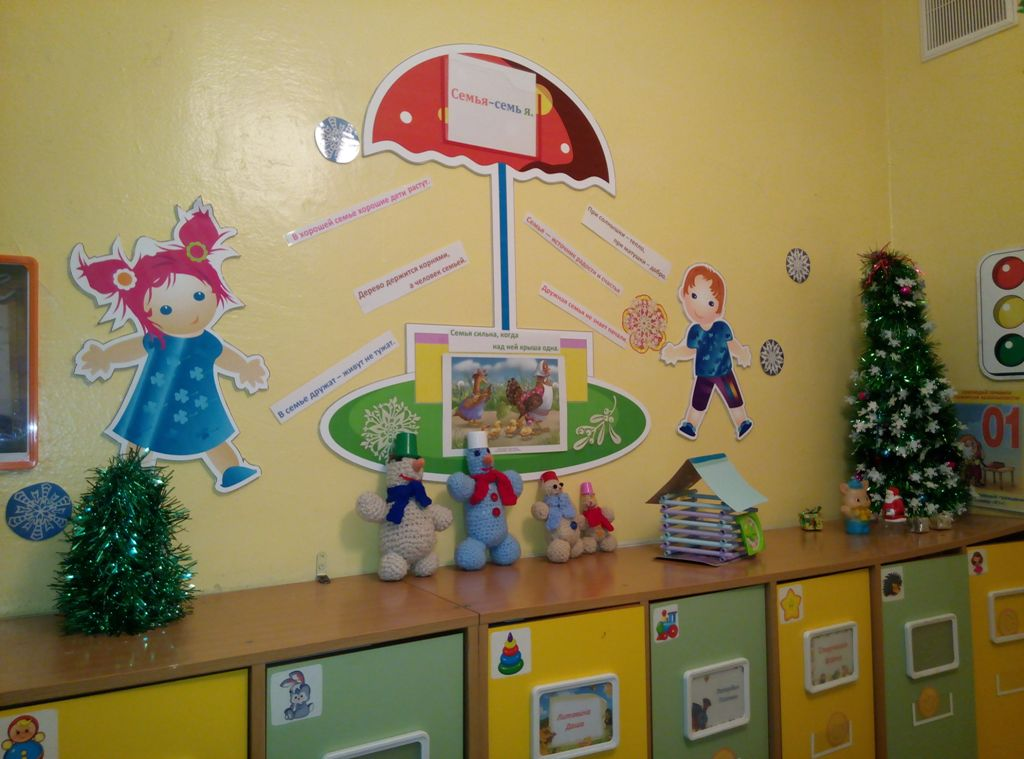 Семья–семь я.
В хорошей семье хорошие дети растут.
Дерево держится корнями,
а человек семьей.
В семье дружат – живут не тужат.
При солнышке – тепло,
при матушке – добро.
Семья – источник радости и счастья
Дружная семья не знает печали
Семья сильна, когда
над ней крыша одна.
01
Литовкина
Даша